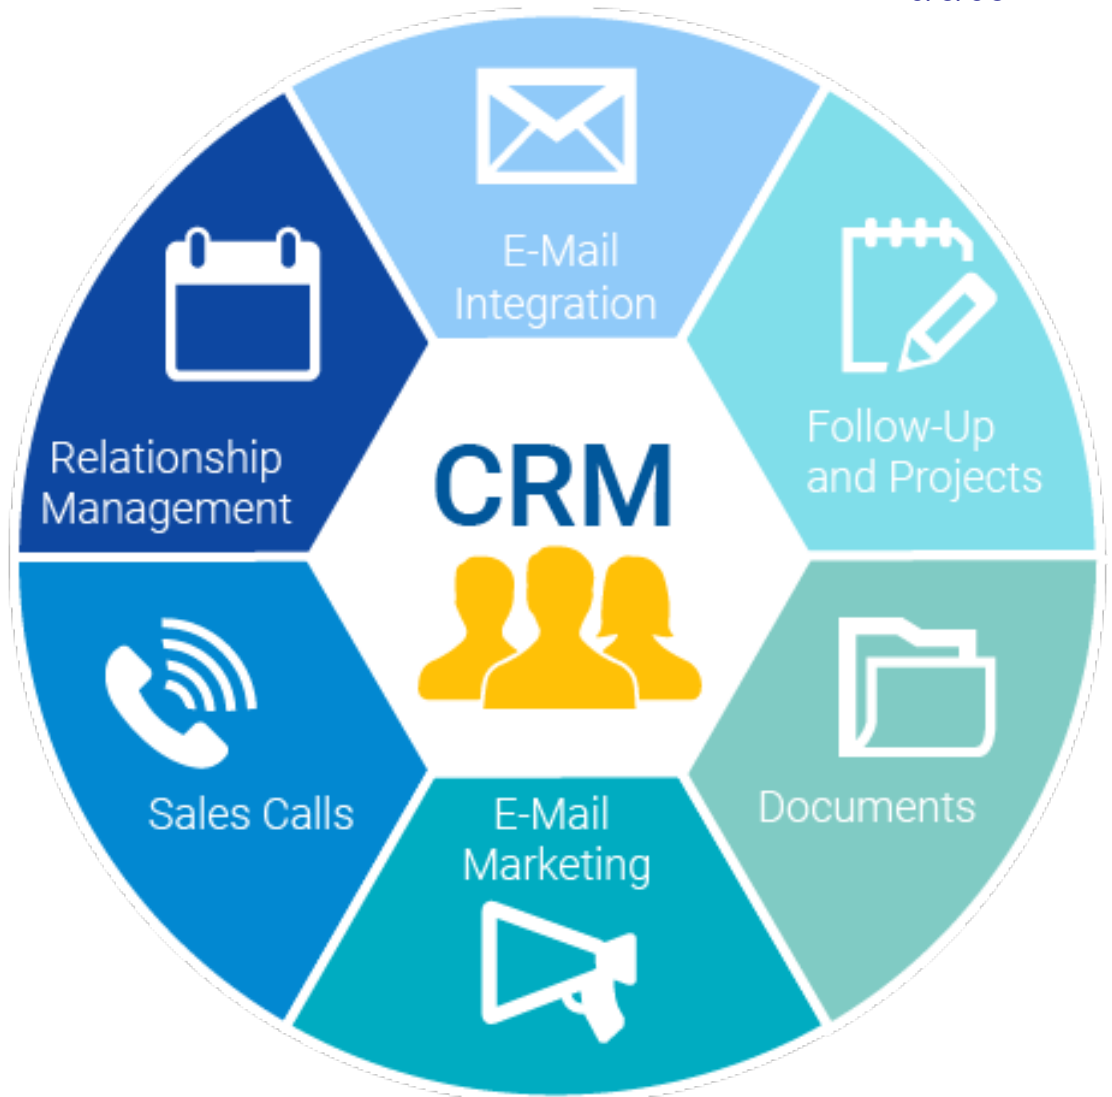 E-Mail
Integration
Follow-Up
and Projects
Relationship
Management
CRM
Sales Calls
E-Mail
Marketing
Documents